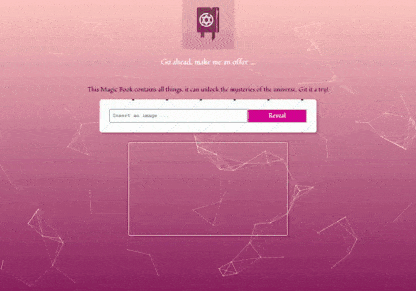 Go ahead, make me an offer ...
This Magic Book contains all things. it can unlock the mysteries of the universe. Git it a try!
Insert an image ...
Reveal